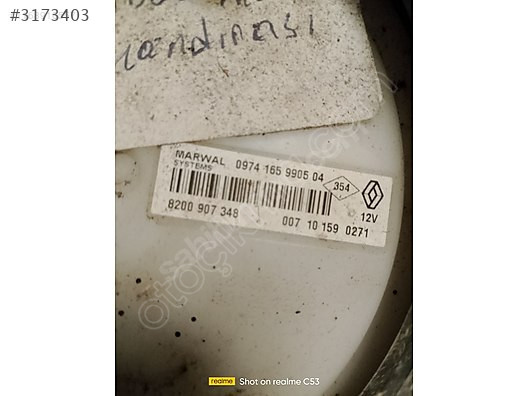 #3173403
MARWAL 0974 165 9905 04
SYSTEMS
354
12V
8200 907 348
007 10 159 0271
realme Shot on realme C53